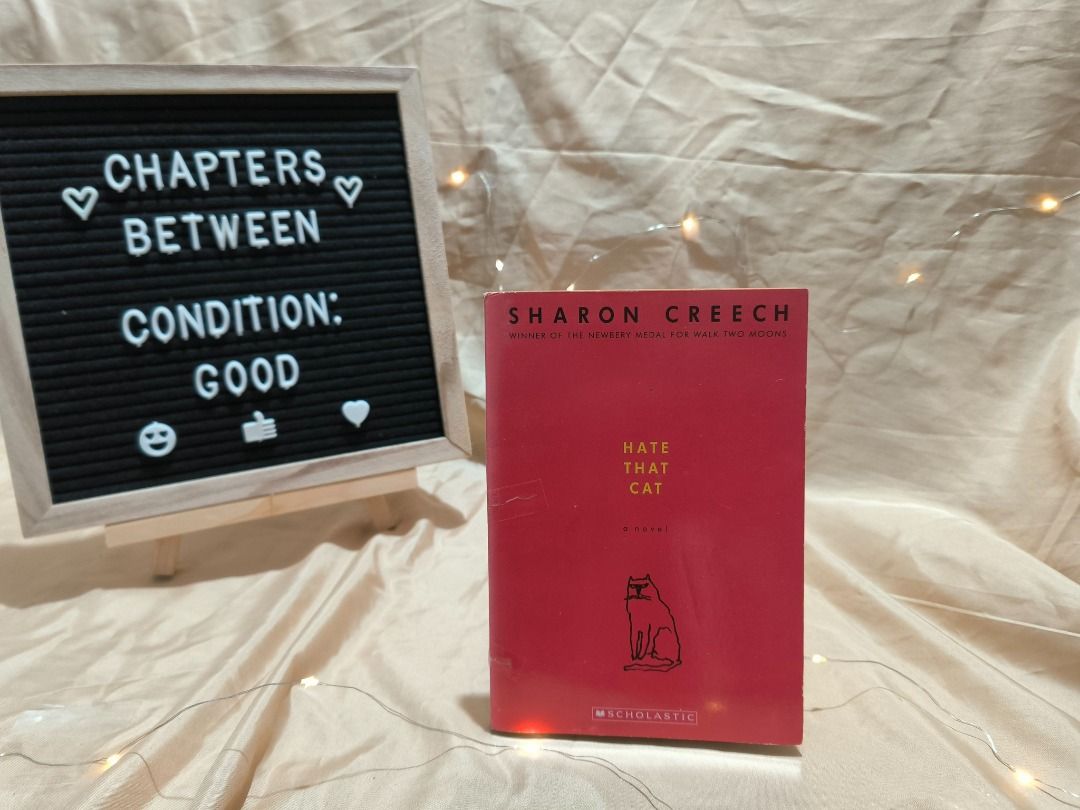 CHAPTERS
BETWEEN
CONDITION:
GOOD
SHARON CREECH
WINNER OF THE NEWBERY MEDAL FOR WALK TWO MOONS
HATE
THAT
CAT
a novel
SCHOLASTIC